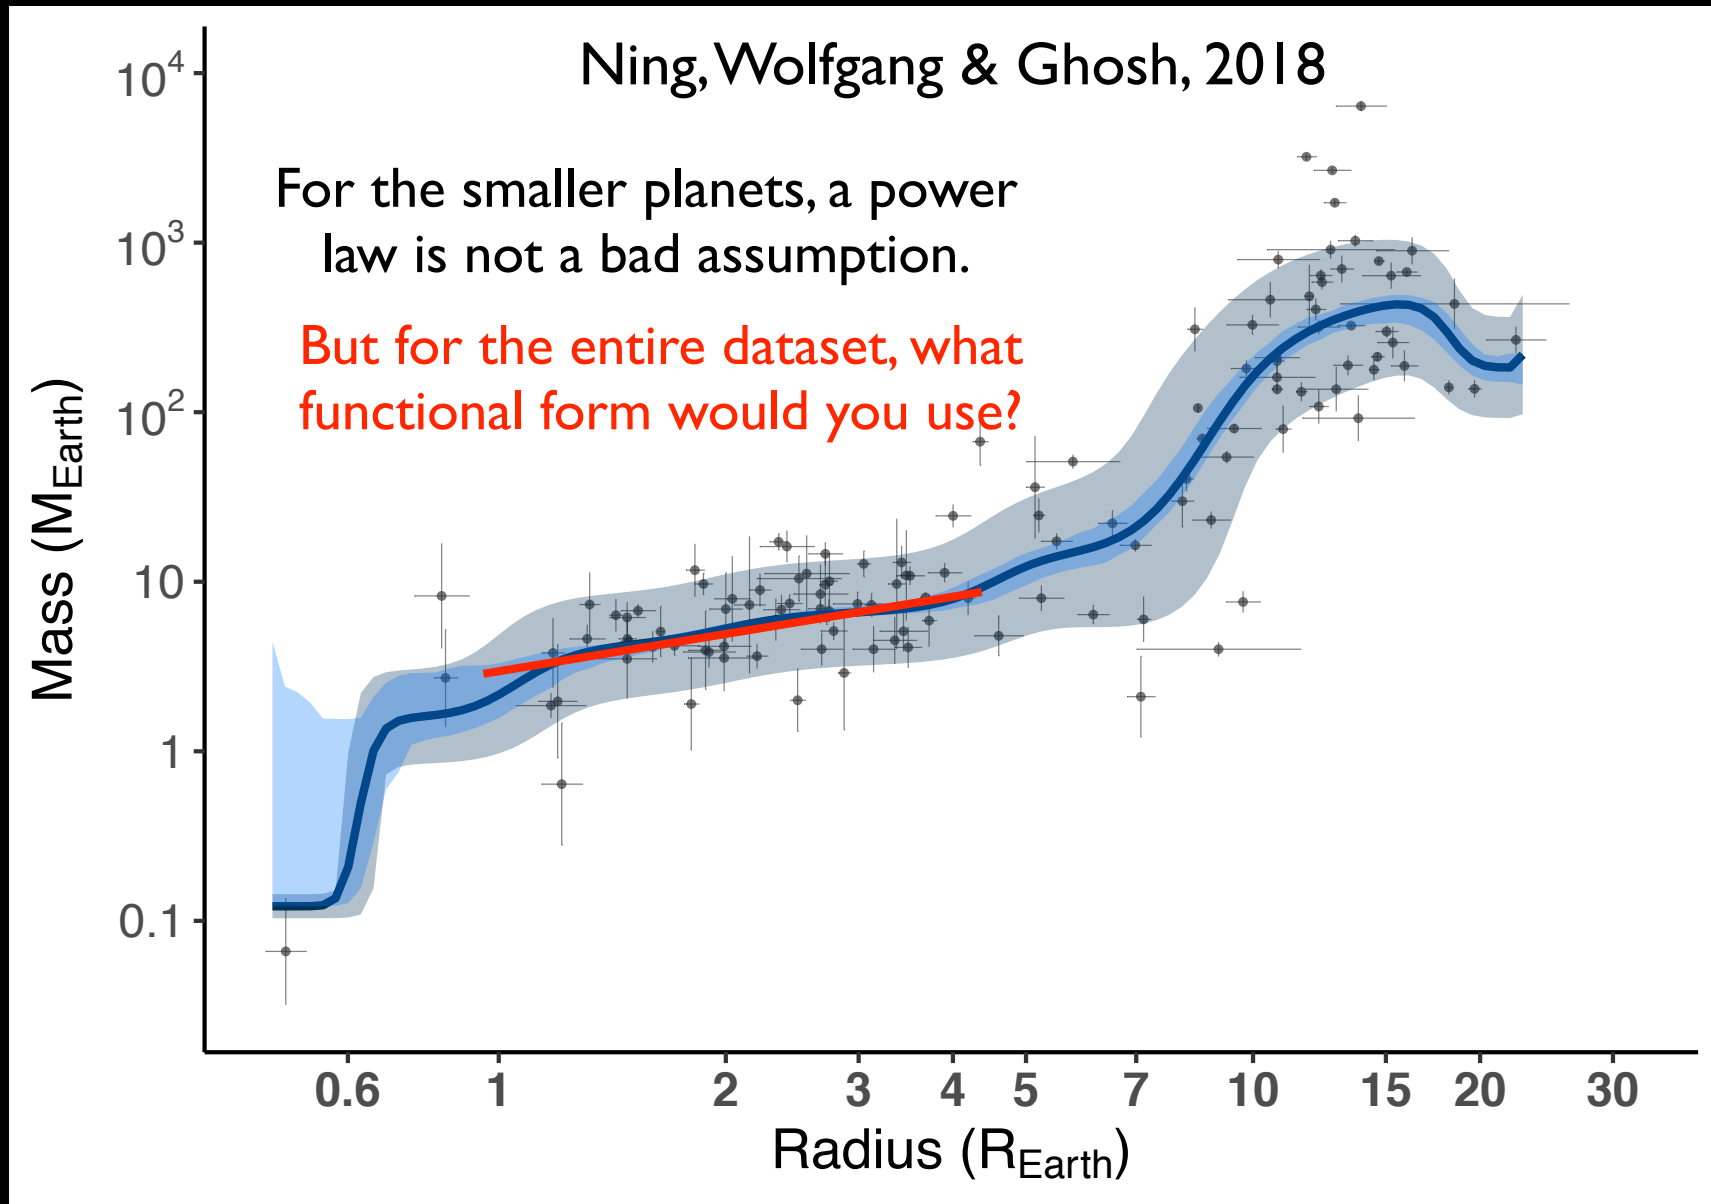 Ning, Wolfgang & Ghosh, 2018
For the smaller planets, a power
law is not a bad assumption.
But for the entire dataset, what
functional form would you use?
Mass (M_Earth)
10^4
10^3
10^2
10
1
0.1
0.6 1 2 3 4 5 7 10 15 20 30
Radius (R_Earth)